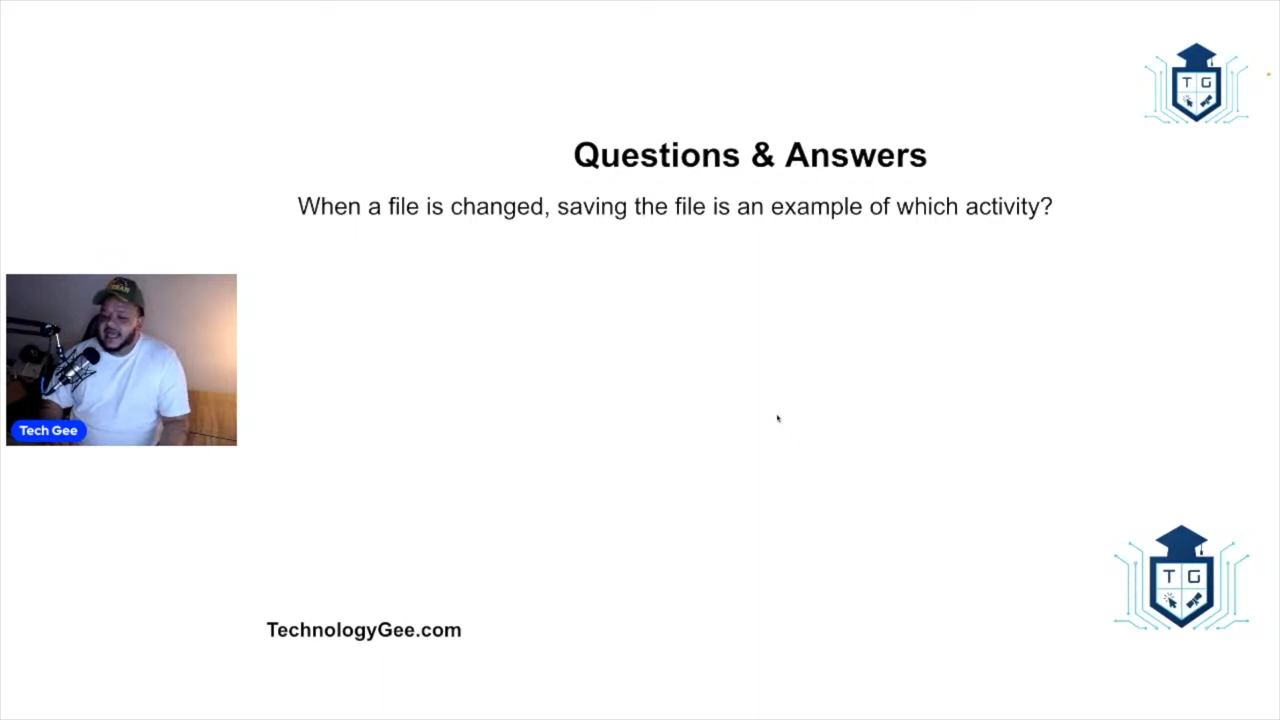 T G
Questions & Answers
When a file is changed, saving the file is an example of which activity?
Tech Gee
T G
TechnologyGee.com